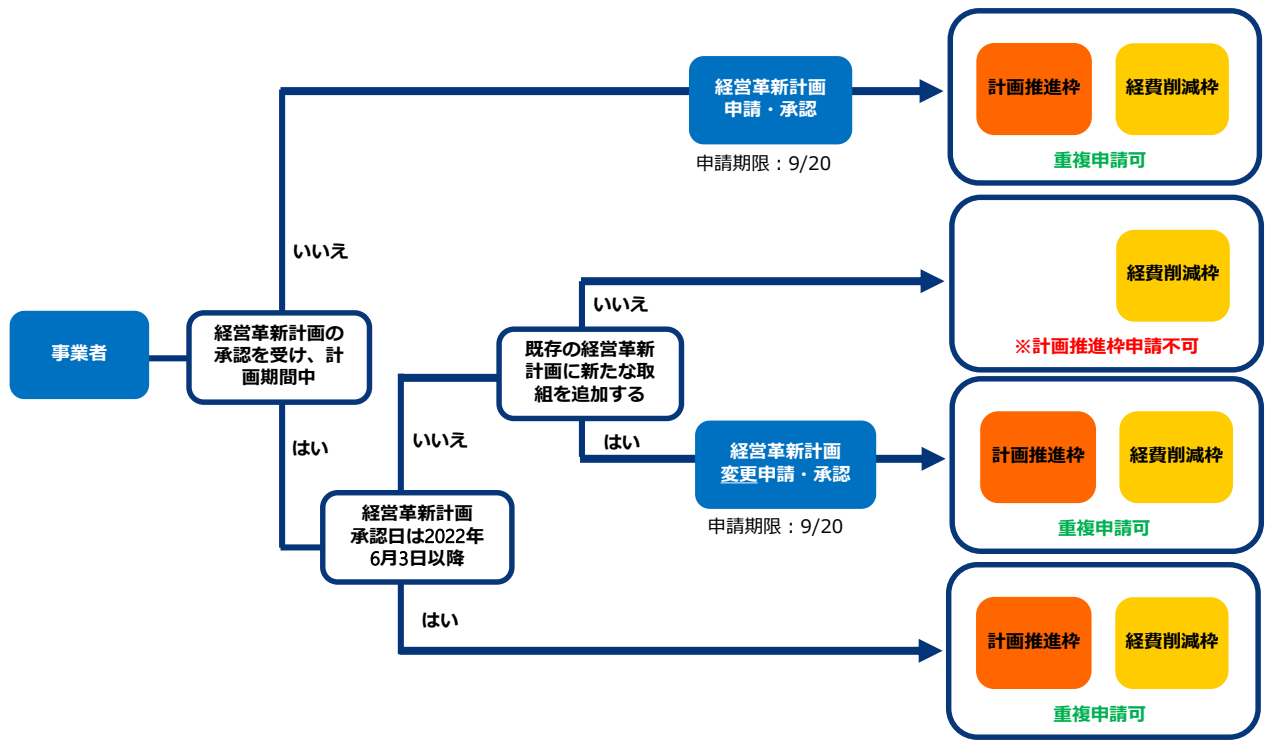 事業者
経営革新計画の
承認を受け、計
画期間中
いいえ
経営革新計画
申請・承認
申請期限：9/20
計画推進枠
経費削減枠
重複申請可
はい
経営革新計画
承認日は2022年
6月3日以降
いいえ
既存の経営革新
計画に新たな取
組を追加する
いいえ
経費削減枠
※計画推進枠申請不可
はい
経営革新計画
変更申請・承認
申請期限：9/20
計画推進枠
経費削減枠
重複申請可
はい
計画推進枠
経費削減枠
重複申請可